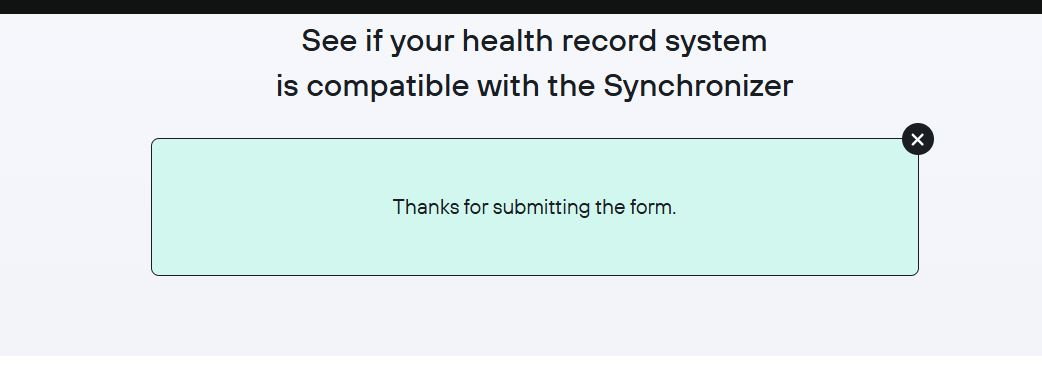 See if your health record system
is compatible with the Synchronizer
Thanks for submitting the form.